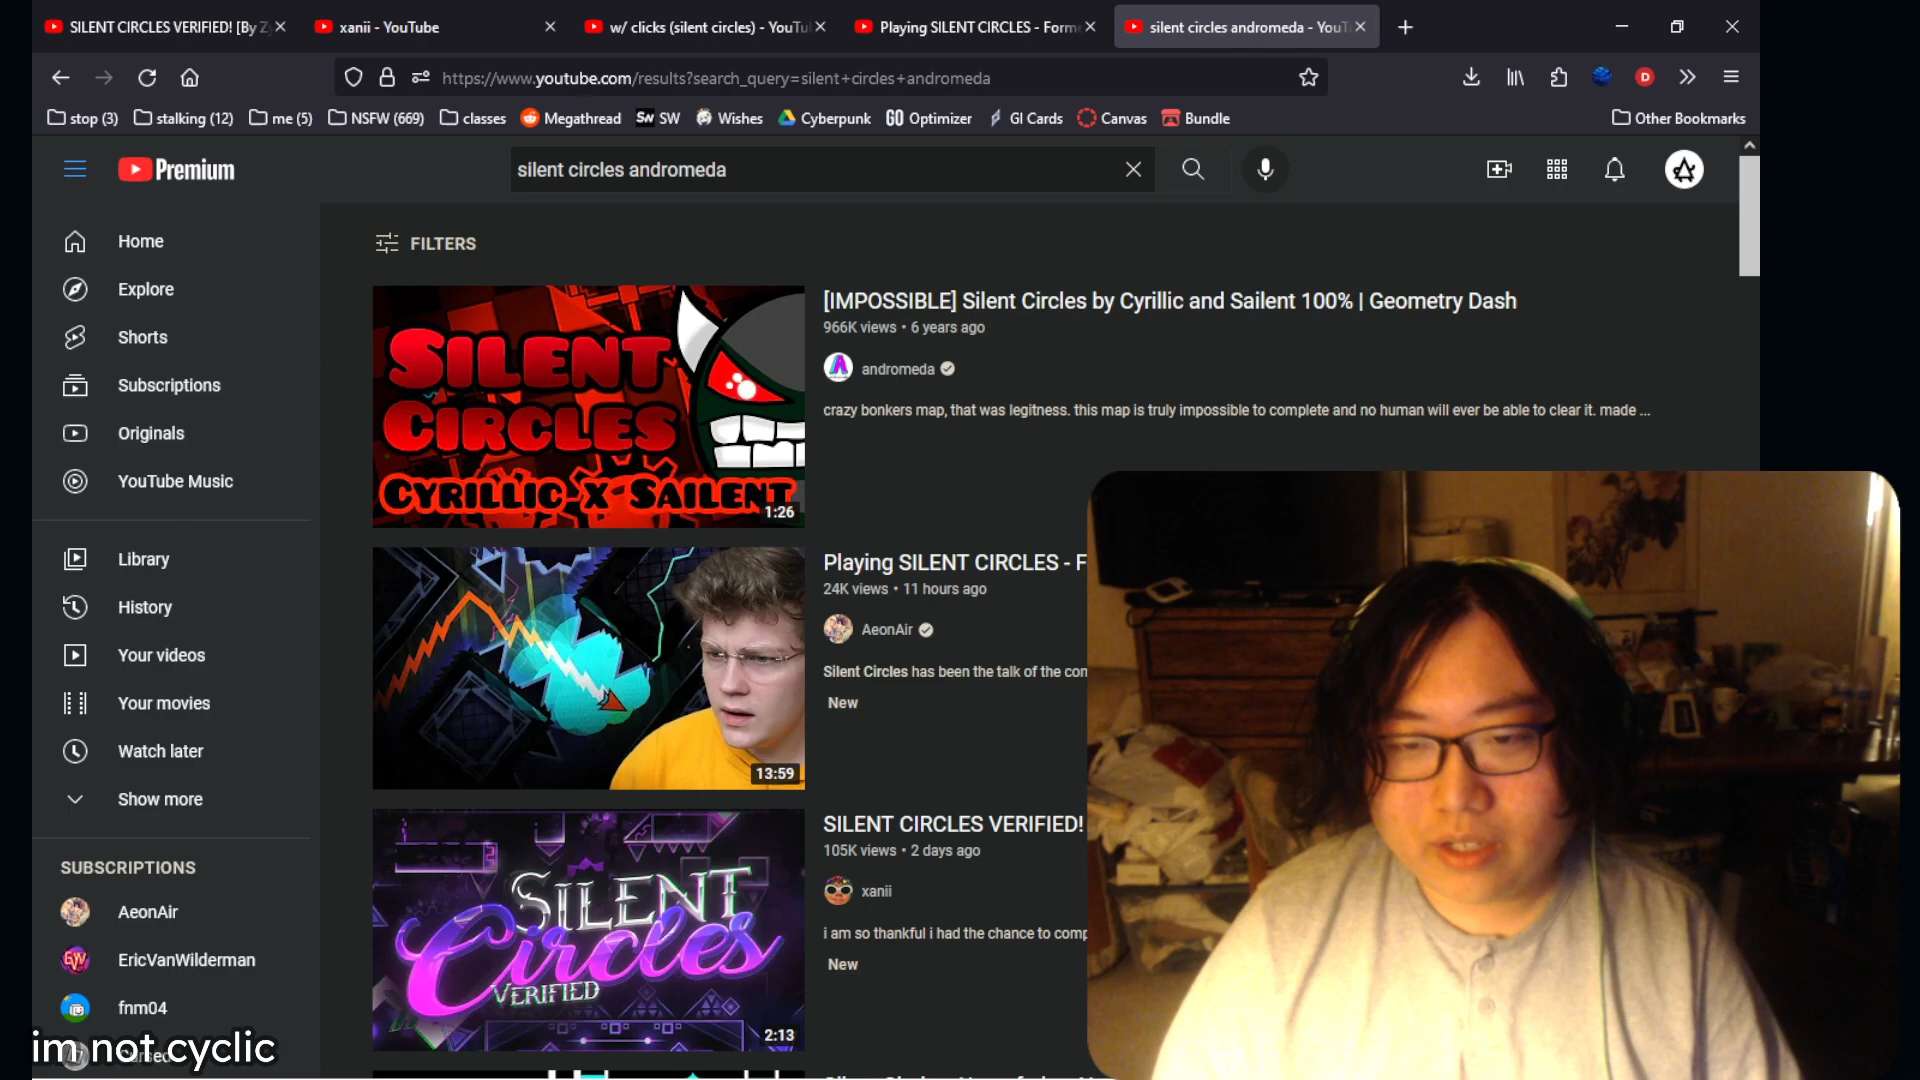 SILENT CIRCLES VERIFIED! [By Z
xanii - YouTube
w/ clicks (silent circles) - YouTu
Playing SILENT CIRCLES - Forme
silent circles andromeda - YouT
https://www.youtube.com/results?search_query=silent+circles+andromeda
D
stop (3)
stalking (12)
me (5)
NSFW (669)
classes
Megathread
SW SW
Wishes
Cyberpunk
GO Optimizer
GI Cards
Canvas
Bundle
Other Bookmarks
Premium
silent circles andromeda
Home
Explore
Shorts
Subscriptions
Originals
YouTube Music
Library
History
Your videos
Your movies
Watch later
Show more
SUBSCRIPTIONS
AeonAir
EW
EricVanWilderman
fnm04
im not cyclic
FILTERS
SILENT
CIRCLES
CYRILLIC X SAILENT
1:26
[IMPOSSIBLE] Silent Circles by Cyrillic and Sailent 100% | Geometry Dash
966K views • 6 years ago
andromeda
crazy bonkers map, that was legitness. this map is truly impossible to complete and no human will ever be able to clear it. made ...
13:59
Playing SILENT CIRCLES - F
24K views • 11 hours ago
AeonAir
Silent Circles has been the talk of the con
New
SILENT
Circles
VERIFIED
2:13
SILENT CIRCLES VERIFIED!
105K views • 2 days ago
xanii
i am so thankful i had the chance to comp
New